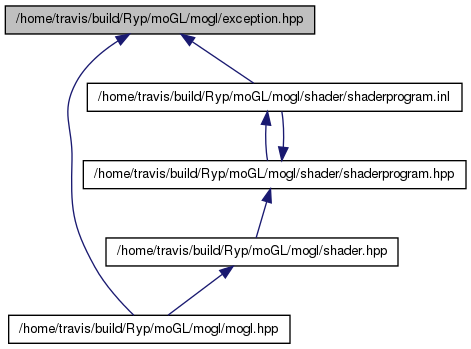 /home/travis/build/Ryp/moGL/mogl/exception.hpp
/home/travis/build/Ryp/moGL/mogl/shader/shaderprogram.inl
/home/travis/build/Ryp/moGL/mogl/shader/shaderprogram.hpp
/home/travis/build/Ryp/moGL/mogl/shader.hpp
/home/travis/build/Ryp/moGL/mogl/mogl.hpp